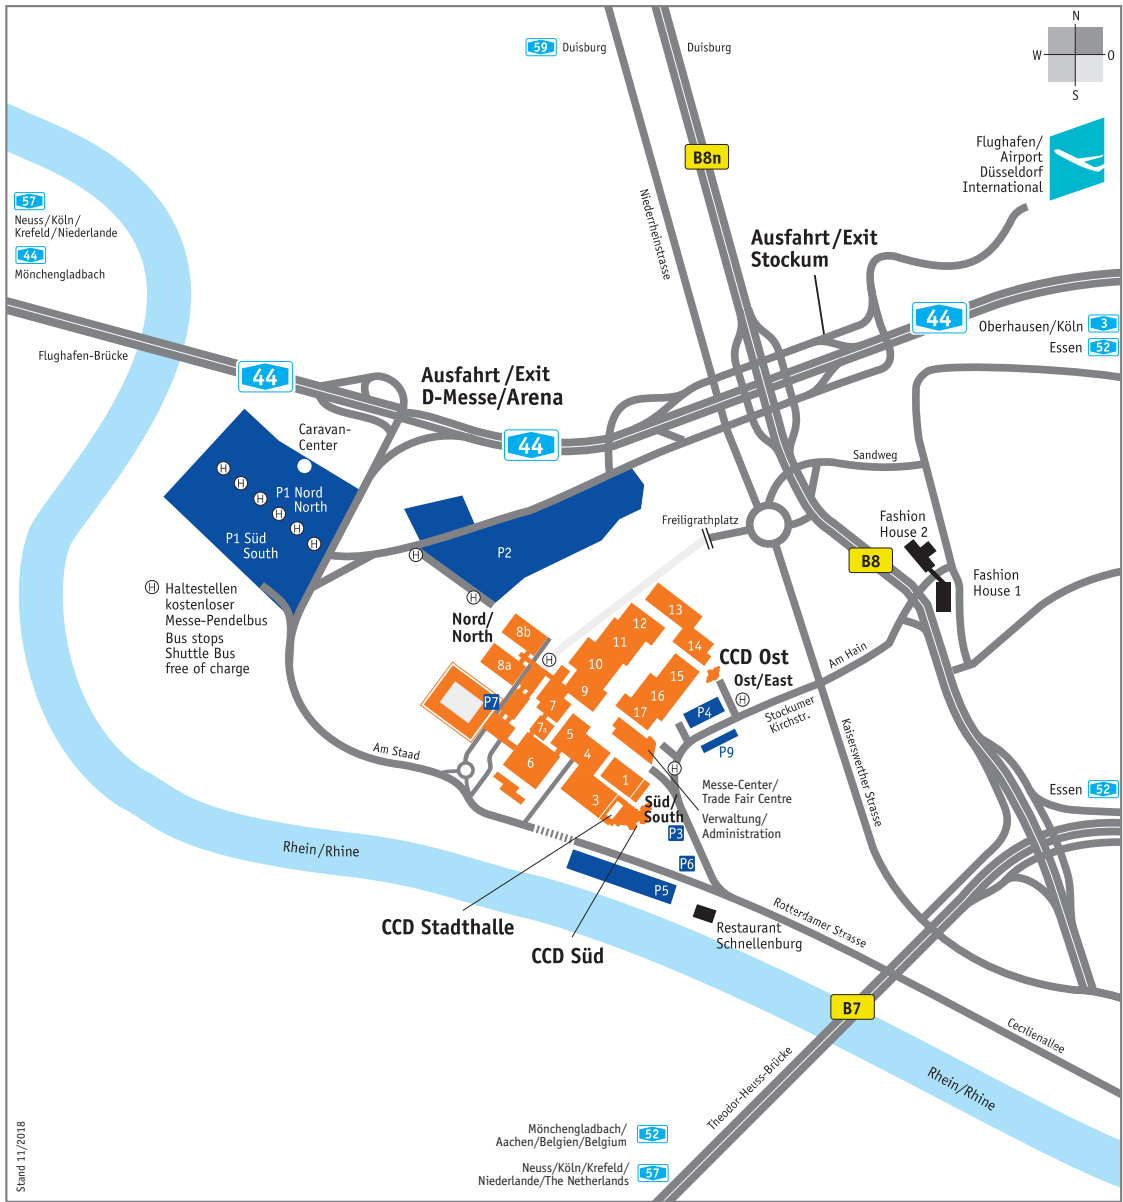 N
W
O
S
59
Duisburg
Duisburg
B8n
Flughafen/
Airport
Düsseldorf
International
57
Neuss/Köln/
Krefeld/Niederlande
44
Mönchengladbach
Niederrheinstrasse
Ausfahrt/Exit
Stockum
44
Oberhausen/Köln
3
Essen
52
Flughafen-Brücke
44
Ausfahrt/Exit
D-Messe/Arena
44
Caravan-
Center
H
H
H
H
H
H
P1 Nord
North
P1 Süd
South
Sandweg
Freiligrathplatz
Fashion
House 2
B8
Fashion
House 1
P2
H
H
H
Haltestellen
kostenloser
Messe-Pendelbus
Bus stops
Shuttle Bus
free of charge
Nord/
North
8b
8a
H
13
12
11
14
10
15
9
16
17
7
7a
5
4
6
1
3
P7
CCD Ost
Ost/East
H
P4
P9
H
Am Hain
Stockumer
Kirchstr.
Kaiserswerther Strasse
Am Staad
Messe-Center/
Trade Fair Centre
Verwaltung/
Administration
Süd/
South
P3
P6
P5
Essen
52
Rhein/Rhine
CCD Stadthalle
CCD Süd
Restaurant
Schnellenburg
Rotterdamer Strasse
B7
Cecilienallee
Theodor-Heuss-Brücke
Rhein/Rhine
Mönchengladbach/
Aachen/Belgien/Belgium
52
Neuss/Köln/Krefeld/
Niederlande/The Netherlands
57
Stand 11/2018